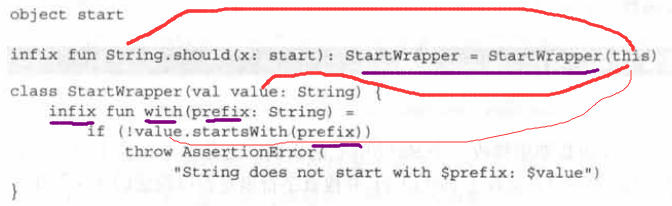 object start
infix fun String.should(x: start): StartWrapper = StartWrapper(this)
class StartWrapper(val value: String) {
infix fun with(prefix: String) =
if (!value.startsWith(prefix))
throw AssertionError(
"String does not start with $prefix: $value")
}